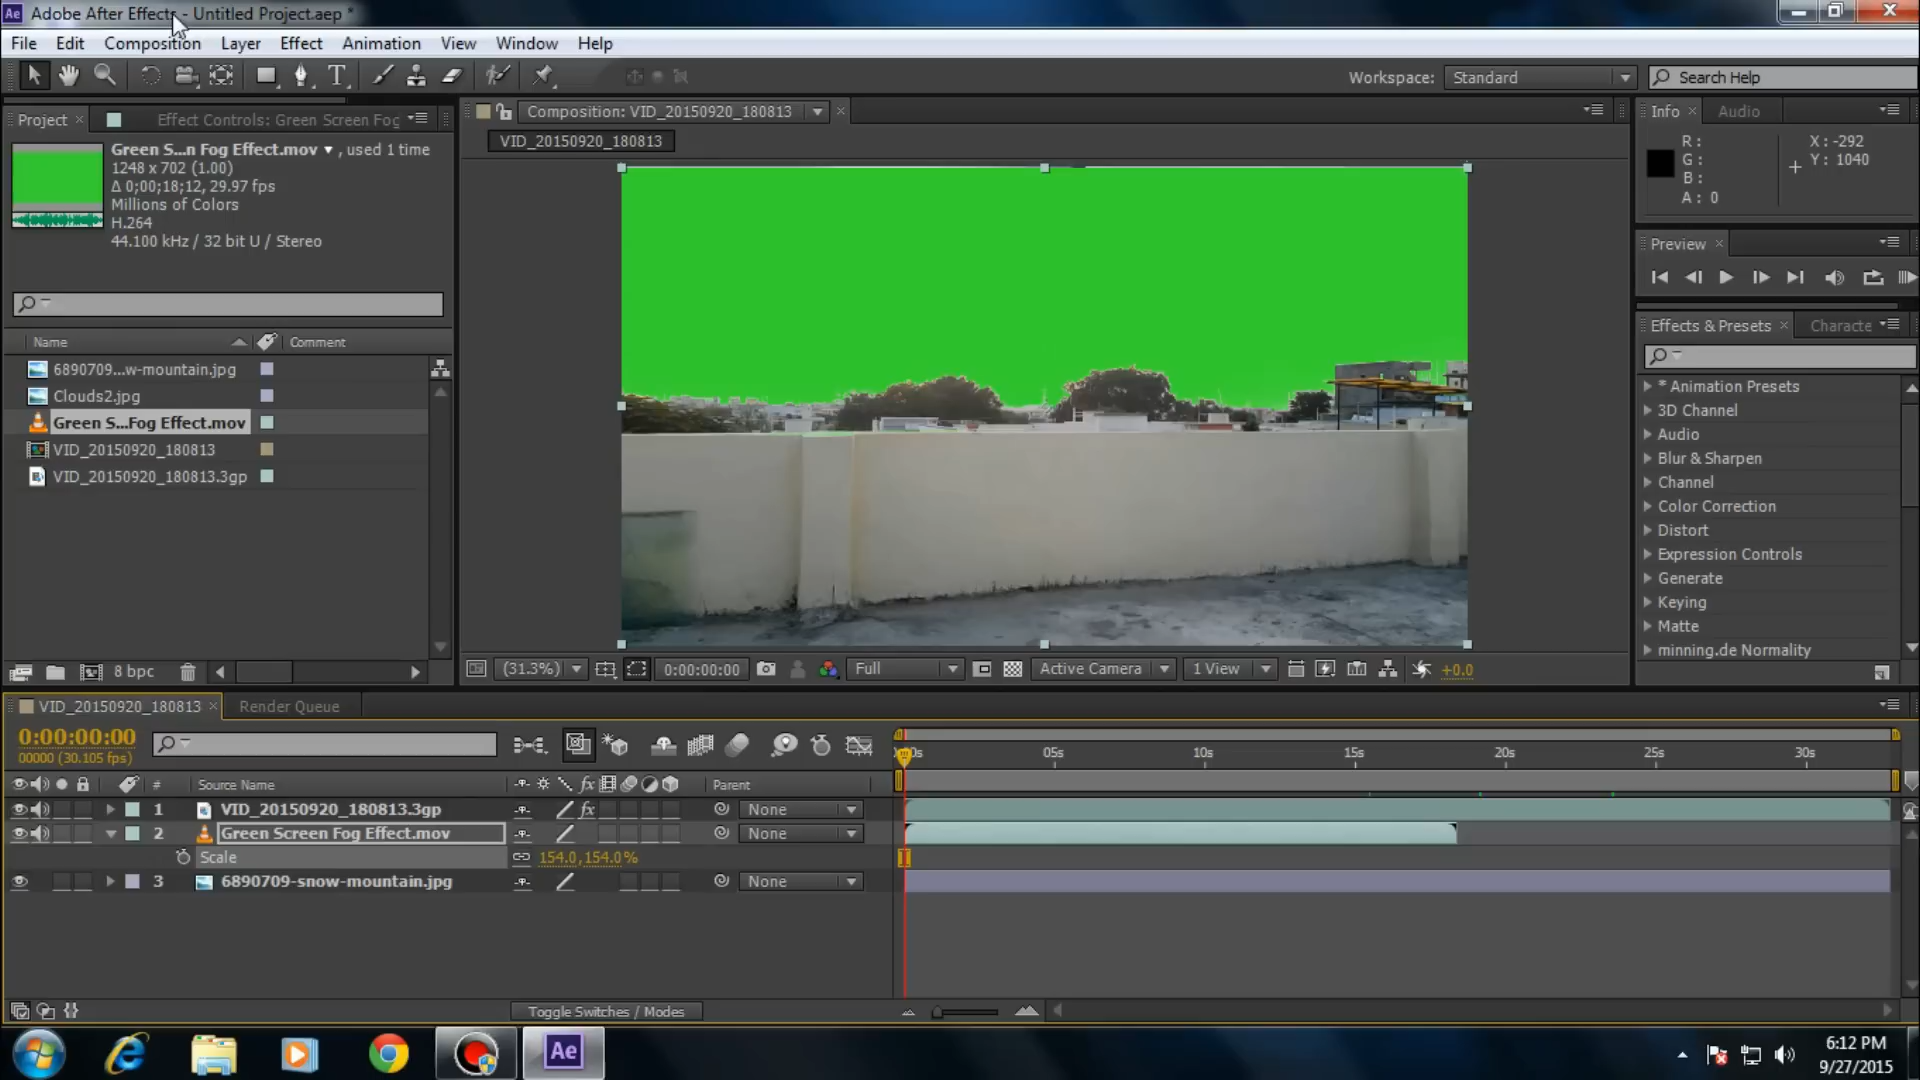 Adobe After Effects - Untitled Project.aep *
File Edit Composition Layer Effect Animation View Window Help
Workspace: Standard Search Help
Project × Effect Controls: Green Screen Fog
Composition: VID_20150920_180813 ×
Info × Audio
VID_20150920_180813
Green S...n Fog Effect.mov ▼ , used 1 time
1248 x 702 (1.00)
Δ 0;00;18;12, 29.97 fps
Millions of Colors
H.264
44.100 kHz / 32 bit U / Stereo
R :
G :
B :
A : 0
X : -292
Y : 1040
Preview ×
Effects & Presets × Characte
Name Comment
6890709...w-mountain.jpg
Clouds2.jpg
Green S...Fog Effect.mov
VID_20150920_180813
VID_20150920_180813.3gp
* Animation Presets
3D Channel
Audio
Blur & Sharpen
Channel
Color Correction
Distort
Expression Controls
Generate
Keying
Matte
minning.de Normality
8 bpc
(31.3%) 0:00:00:00 Full Active Camera 1 View +0.0
VID_20150920_180813 × Render Queue
0:00:00:00
00000 (30.105 fps)
05s 10s 15s 20s 25s 30s
# Source Name fx Parent
1 VID_20150920_180813.3gp fx None
2 Green Screen Fog Effect.mov None
Scale 154.0,154.0%
3 6890709-snow-mountain.jpg None
Toggle Switches / Modes
Ae
6:12 PM
9/27/2015